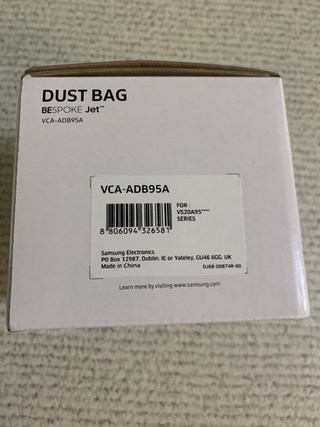 DUST BAG
BESPOKE Jet™
VCA-ADB95A
VCA-ADB95A
FOR :
VS20A95****
SERIES
8 806094 326581
Samsung Electronics
PO Box 12987, Dublin. IE or Yateley, GU46 6GG. UK
Made in China
DJ68-00874R-00
Learn more by visiting www.samsung.com